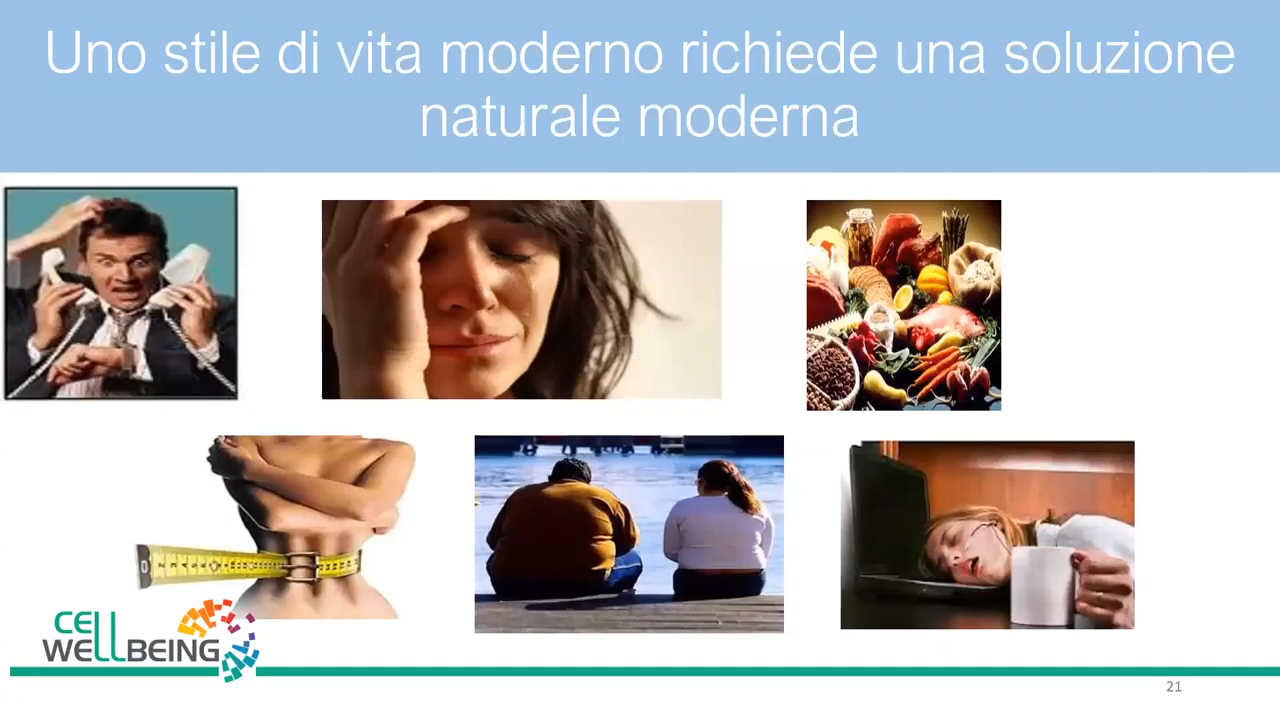 Uno stile di vita moderno richiede una soluzione
naturale moderna
CELL
WELLBEING
21